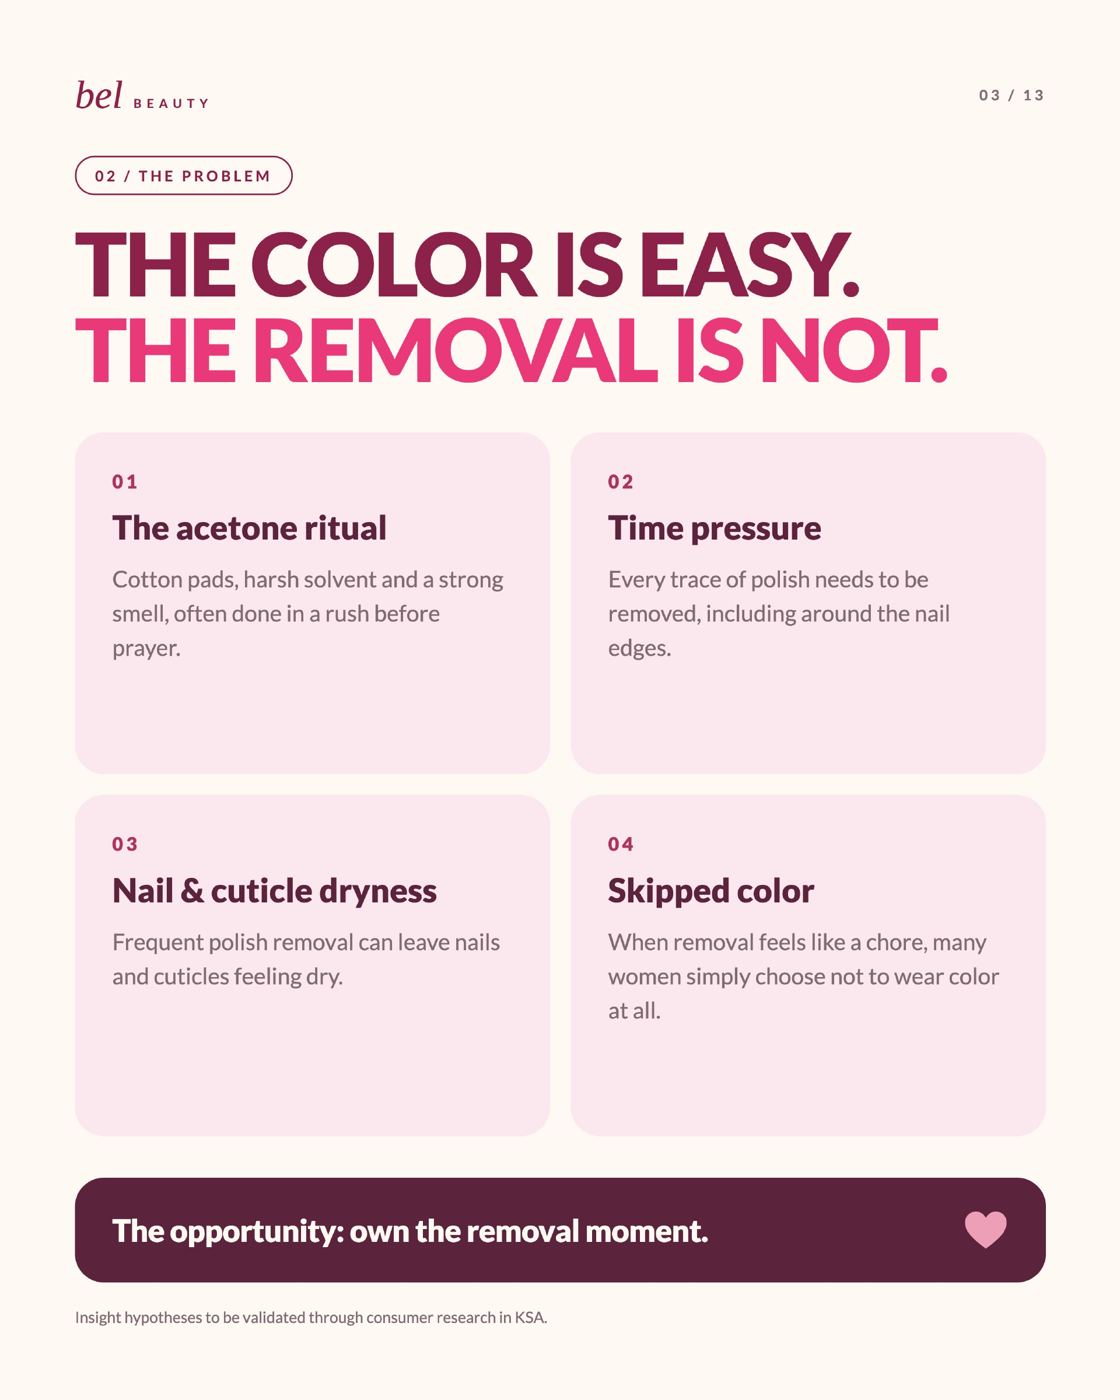 bel BEAUTY
03 / 13
02 / THE PROBLEM
THE COLOR IS EASY.
THE REMOVAL IS NOT.
01
The acetone ritual
Cotton pads, harsh solvent and a strong
smell, often done in a rush before
prayer.
02
Time pressure
Every trace of polish needs to be
removed, including around the nail
edges.
03
Nail & cuticle dryness
Frequent polish removal can leave nails
and cuticles feeling dry.
04
Skipped color
When removal feels like a chore, many
women simply choose not to wear color
at all.
The opportunity: own the removal moment.
Insight hypotheses to be validated through consumer research in KSA.